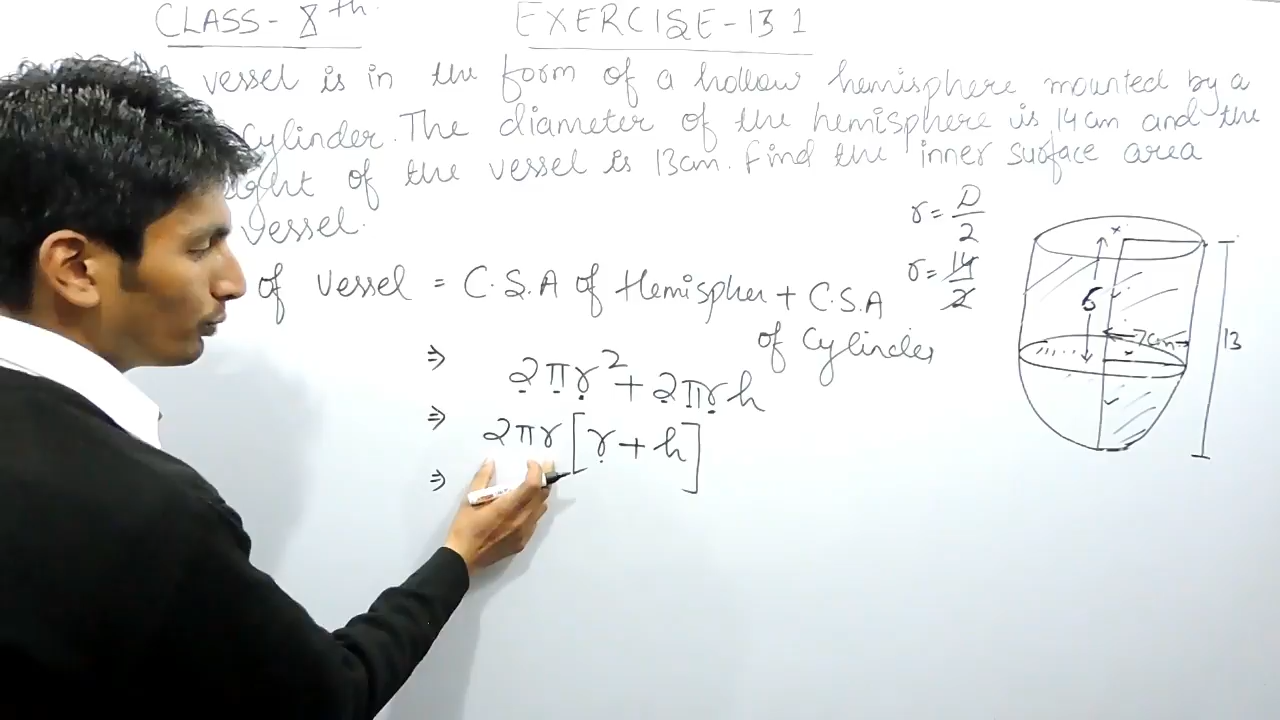 CLASS- X th EXERCISE-13 1
vessel is in the form of a hollow hemisphere mounted by a
Cylinder. The diameter of the hemisphere is 14 cm and the
of the vessel is 13cm. find the inner surface area
vessel.
r = D/2
r = 14/2
of vessel = C.S.A of Hemispher + C.S.A
of Cylinder
⇒ 2πr² + 2πrh
⇒ 2πr [r + h]
⇒
6
7cm
13